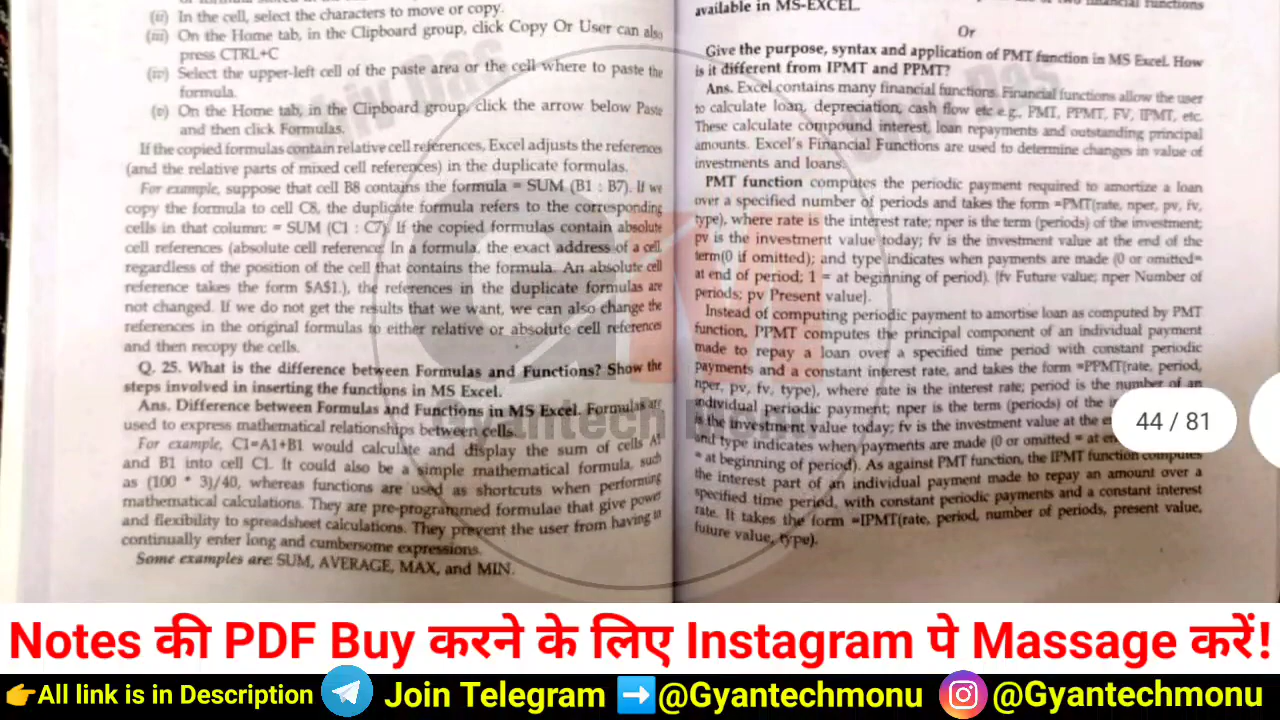 (ii) In the cell, select the characters to move or copy.
(iii) On the Home tab, in the Clipboard group, click Copy Or User can also
press CTRL+C
(iv) Select the upper-left cell of the paste area or the cell where to paste the
formula.
(v) On the Home tab, in the Clipboard group, click the arrow below Paste
and then click Formulas.
If the copied formulas contain relative cell references, Excel adjusts the references
(and the relative parts of mixed cell references) in the duplicate formulas.
For example, suppose that cell B8 contains the formula = SUM (B1 : B7). If we
copy the formula to cell C8, the duplicate formula refers to the corresponding
cells in that column: = SUM (C1 : C7). If the copied formulas contain absolute
cell references (absolute cell reference: In a formula, the exact address of a cell,
regardless of the position of the cell that contains the formula. An absolute cell
reference takes the form $A$1.), the references in the duplicate formulas are
not changed. If we do not get the results that we want, we can also change the
references in the original formulas to either relative or absolute cell references
and then recopy the cells.
Q. 25. What is the difference between Formulas and Functions? Show the
steps involved in inserting the functions in MS Excel.
Ans. Difference between Formulas and Functions in MS Excel. Formulas are
used to express mathematical relationships between cells.
For example, C1=A1+B1 would calculate and display the sum of cells A1
and B1 into cell C1. It could also be a simple mathematical formula, such
as (100 * 3)/40, whereas functions are used as shortcuts when performing
mathematical calculations. They are pre-programmed formulae that give power
and flexibility to spreadsheet calculations. They prevent the user from having to
continually enter long and cumbersome expressions.
Some examples are: SUM, AVERAGE, MAX, and MIN.
available in MS-EXCEL.
Or
Give the purpose, syntax and application of PMT function in MS Excel. How
is it different from IPMT and PPMT?
Ans. Excel contains many financial functions. Financial functions allow the user
to calculate loan, depreciation, cash flow etc e.g., PMT, PPMT, FV, IPMT, etc.
These calculate compound interest, loan repayments and outstanding principal
amounts. Excel's Financial Functions are used to determine changes in value of
investments and loans.
PMT function computes the periodic payment required to amortize a loan
over a specified number of periods and takes the form =PMT(rate, nper, pv, fv,
type), where rate is the interest rate; nper is the term (periods) of the investment;
pv is the investment value today; fv is the investment value at the end of the
term(0 if omitted); and type indicates when payments are made (0 or omitted=
at end of period; 1 = at beginning of period). [fv Future value; nper Number of
Periods; pv Present value].
Instead of computing periodic payment to amortise loan as computed by PMT
function, PPMT computes the principal component of an individual payment
made to repay a loan over a specified time period with constant periodic
payments and a constant interest rate, and takes the form =PPMT(rate, period,
nper, pv, fv, type), where rate is the interest rate; period is the number of an
individual periodic payment; nper is the term (periods) of the
is the investment value today; fv is the investment value at the
and type indicates when payments are made (0 or omitted = at
= at beginning of period). As against PMT function, the IPMT function computes
the interest part of an individual payment made to repay an amount over a
specified time period, with constant periodic payments and a constant interest
rate. It takes the form =IPMT(rate, period, number of periods, present value,
future value, type).
44 / 81
Gyantech Monu
Notes की PDF Buy करने के लिए Instagram पे Massage करें!
👉All link is in Description Join Telegram ➡️@Gyantechmonu @Gyantechmonu